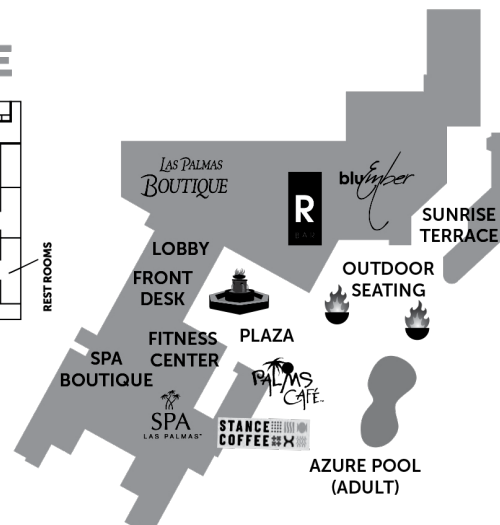 E
LAS PALMAS
BOUTIQUE
R
BAR
bluEmber
SUNRISE
TERRACE
LOBBY
FRONT
DESK
OUTDOOR
SEATING
REST ROOMS
FITNESS
CENTER
PLAZA
SPA
BOUTIQUE
PALMS
CAFÉ
SPA
LAS PALMAS
STANCE
COFFEE
AZURE POOL
(ADULT)